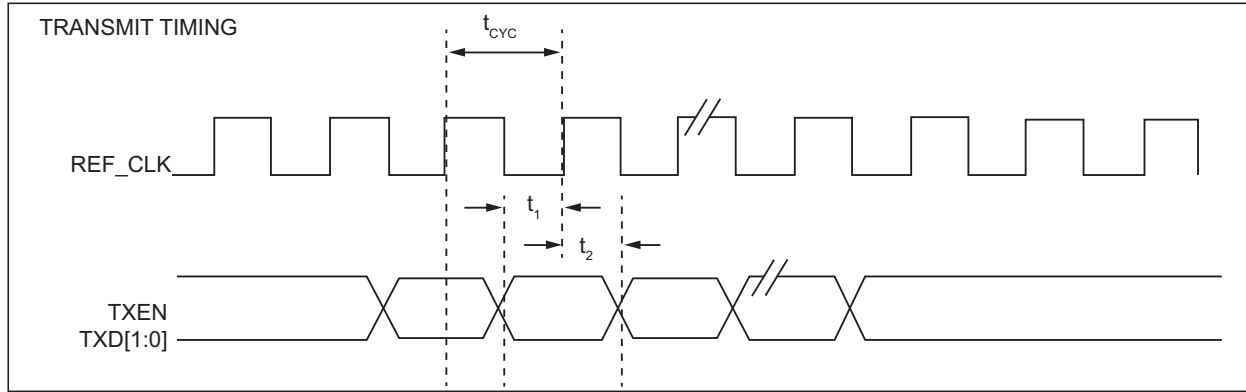 TRANSMIT TIMING
tCYC
REF_CLK
t1
t2
TXEN
TXD[1:0]